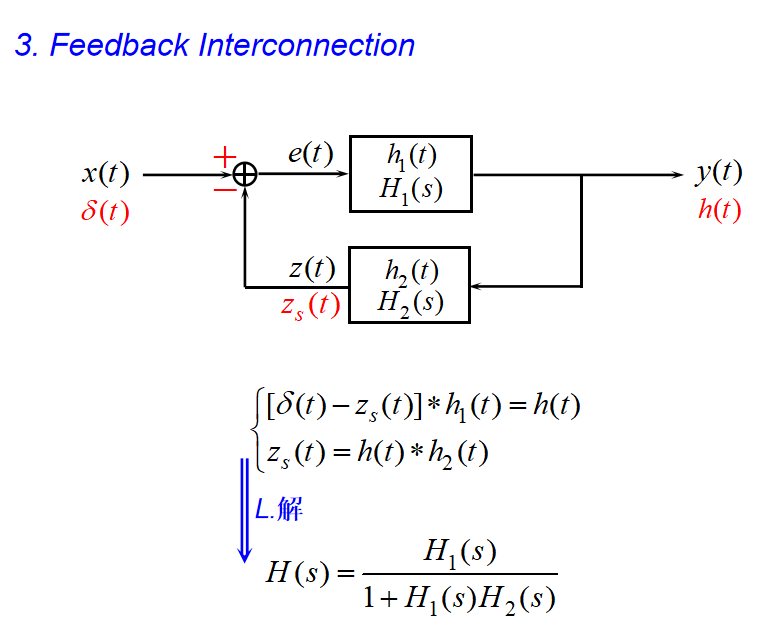 3. Feedback Interconnection
x(t)
δ(t)
+
−
e(t)
h₁(t)
H₁(s)
y(t)
h(t)
z(t)
zₛ(t)
h₂(t)
H₂(s)
[δ(t) − zₛ(t)] * h₁(t) = h(t)
zₛ(t) = h(t) * h₂(t)
L.解
H(s) = H₁(s) / 1 + H₁(s)H₂(s)